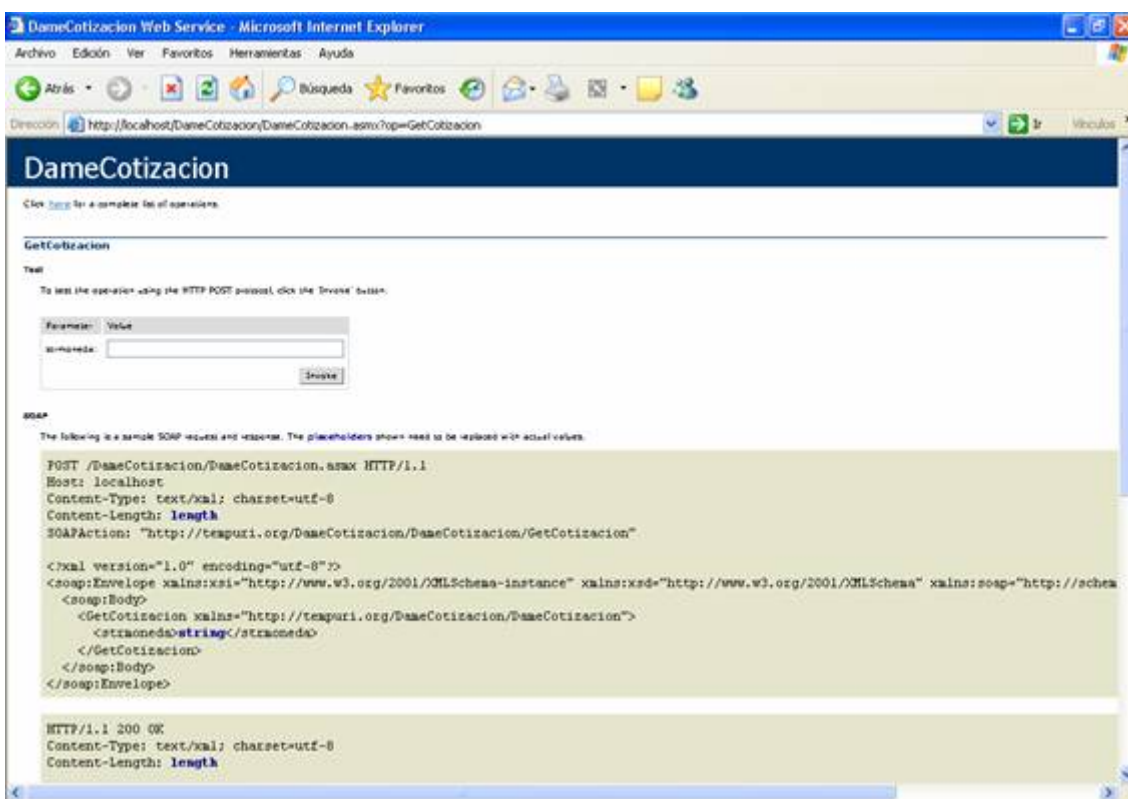 DameCotizacion Web Service - Microsoft Internet Explorer
Archivo Edición Ver Favoritos Herramientas Ayuda
Atrás Búsqueda Favoritos
Dirección http://localhost/DameCotizacion/DameCotizacion.asmx?op=GetCotizacion Ir Vínculos
DameCotizacion
Click here for a complete list of operations.
GetCotizacion
Test
To test the operation using the HTTP POST protocol, click the 'Invoke' button.
Parameter Value
strmoneda:
Invoke
SOAP
The following is a sample SOAP request and response. The placeholders shown need to be replaced with actual values.
POST /DameCotizacion/DameCotizacion.asmx HTTP/1.1
Host: localhost
Content-Type: text/xml; charset=utf-8
Content-Length: length
SOAPAction: "http://tempuri.org/DameCotizacion/DameCotizacion/GetCotizacion"
<?xml version="1.0" encoding="utf-8"?>
<soap:Envelope xmlns:xsi="http://www.w3.org/2001/XMLSchema-instance" xmlns:xsd="http://www.w3.org/2001/XMLSchema" xmlns:soap="http://schem
<soap:Body>
<GetCotizacion xmlns="http://tempuri.org/DameCotizacion/DameCotizacion">
<strmoneda>string</strmoneda>
</GetCotizacion>
</soap:Body>
</soap:Envelope>
HTTP/1.1 200 OK
Content-Type: text/xml; charset=utf-8
Content-Length: length